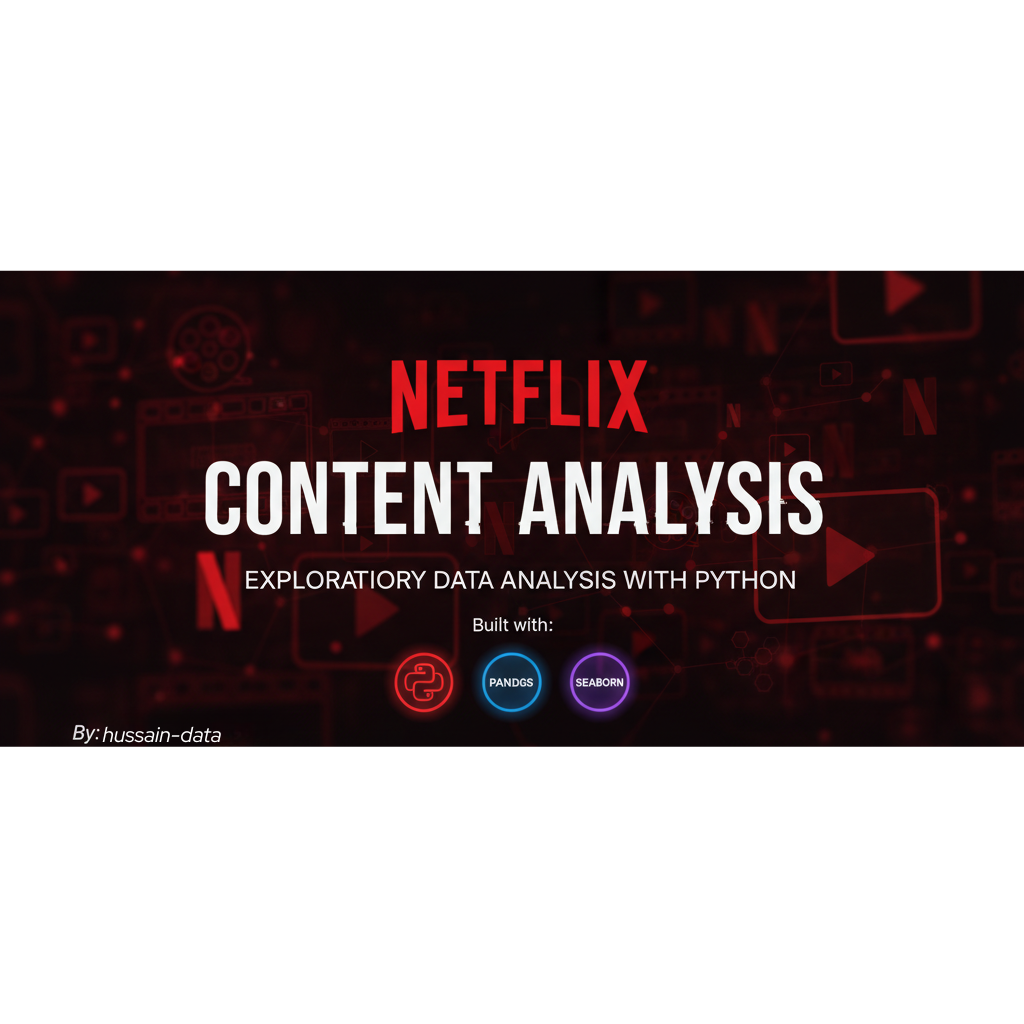 NETFLIX
CONTENT ANALYSIS
EXPLORATIORY DATA ANALYSIS WITH PYTHON
Built with:
PANDGS SEABORN
By: hussain-data